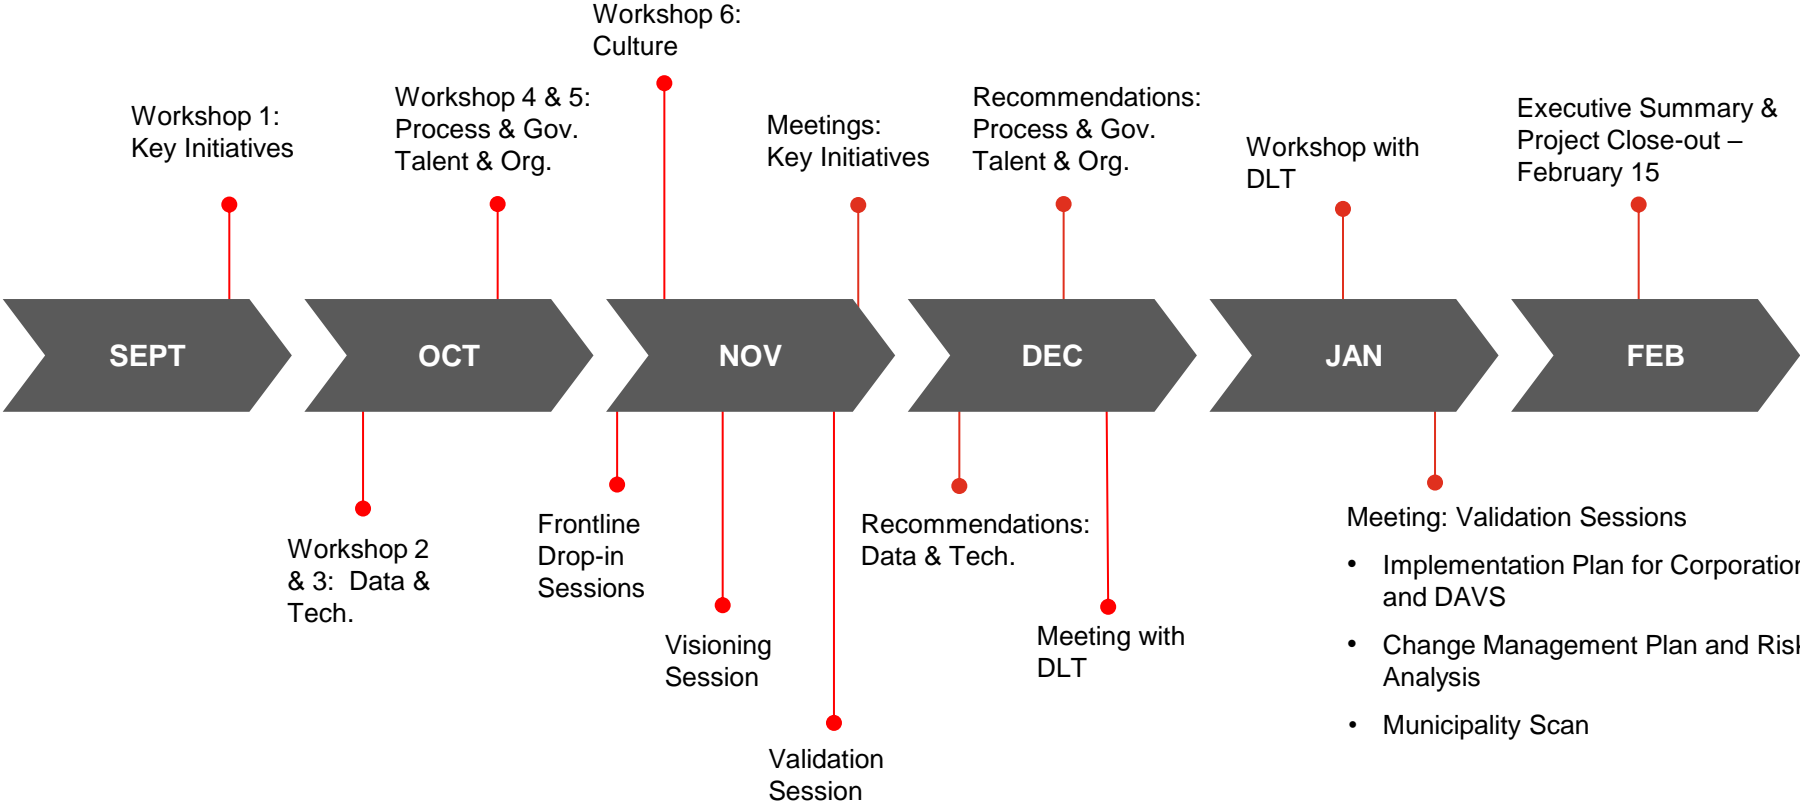 Workshop 6:
Culture
Workshop 1:
Key Initiatives
Workshop 4 & 5:
Process & Gov.
Talent & Org.
Meetings:
Key Initiatives
Recommendations:
Process & Gov.
Talent & Org.
Workshop with
DLT
Executive Summary &
Project Close-out –
February 15
SEPT
OCT
NOV
DEC
JAN
FEB
Workshop 2
& 3:  Data &
Tech.
Frontline
Drop-in
Sessions
Visioning
Session
Validation
Session
Recommendations:
Data & Tech.
Meeting with
DLT
Meeting: Validation Sessions
• Implementation Plan for Corporation
and DAVS
• Change Management Plan and Risk
Analysis
• Municipality Scan